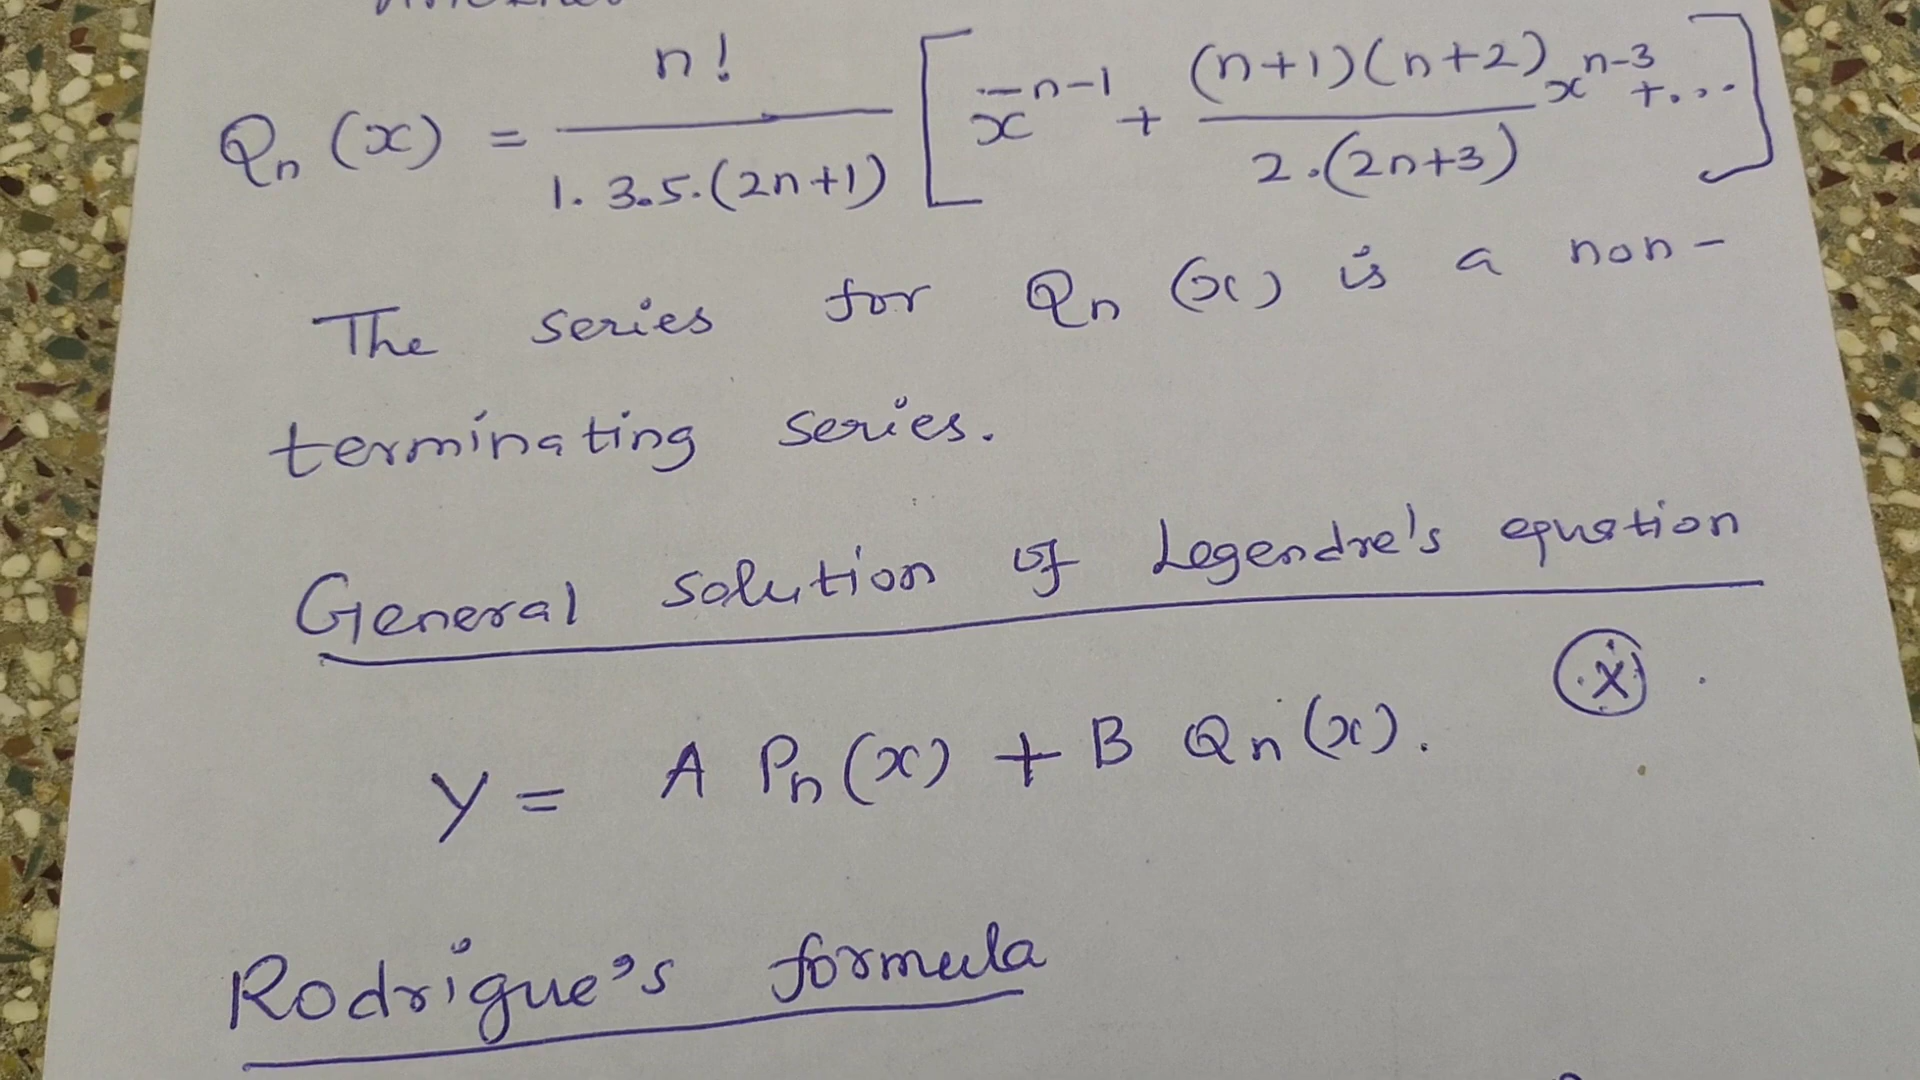 Qn (x) = n! / 1. 3.5.(2n+1) [ x^-n-1 + (n+1)(n+2) / 2.(2n+3) x^n-3 +... ]
The series for Qn (x) is a non-
terminating series.
General solution of Legendre's equation
(x) .
y = A Pn (x) + B Qn (x).
Rodrigue's formula